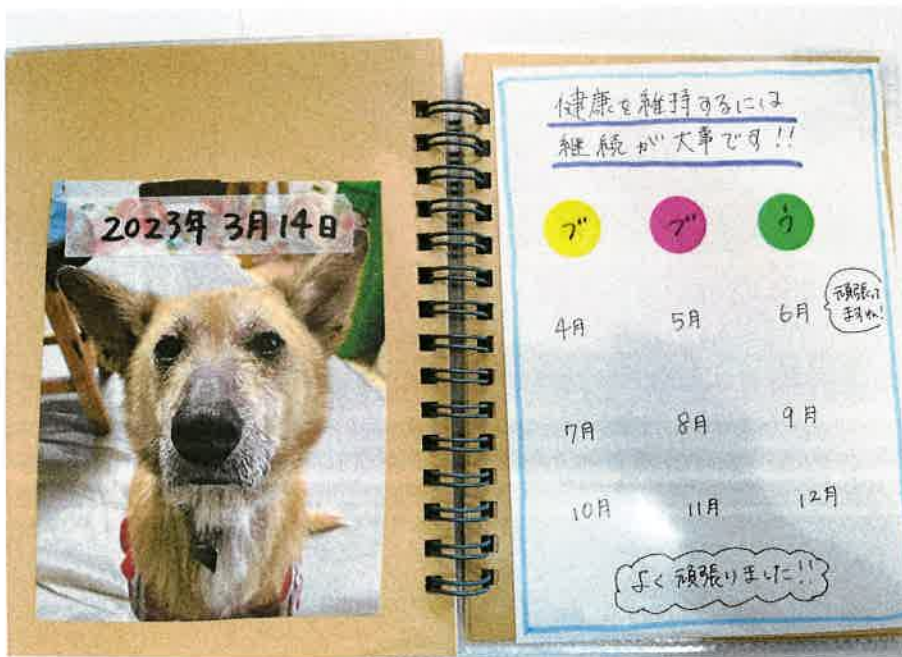 2023年 3月14日
健康を維持するには
継続が大事です!!
ブ ブ う
4月 5月 6月
頑張って
ますね!
7月 8月 9月
10月 11月 12月
よく頑張りました!!